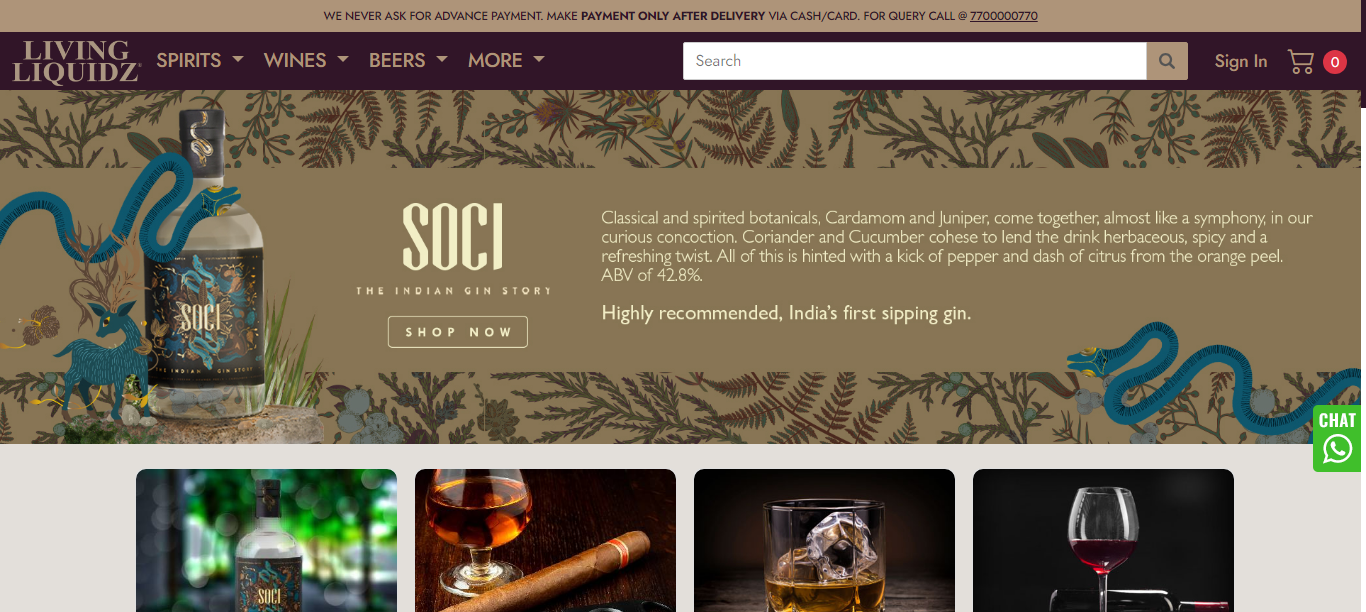 WE NEVER ASK FOR ADVANCE PAYMENT. MAKE PAYMENT ONLY AFTER DELIVERY VIA CASH/CARD. FOR QUERY CALL @ 7700000770
LIVING
LIQUIDZ
SPIRITS
WINES
BEERS
MORE
Search
Sign In
0
SOCI
THE INDIAN GIN STORY
SHOP NOW
Classical and spirited botanicals, Cardamom and Juniper, come together, almost like a symphony, in our
curious concoction. Coriander and Cucumber cohese to lend the drink herbaceous, spicy and a
refreshing twist. All of this is hinted with a kick of pepper and dash of citrus from the orange peel.
ABV of 42.8%.
Highly recommended, India's first sipping gin.
SOCI
THE INDIAN GIN STORY
CHAT
SOCI